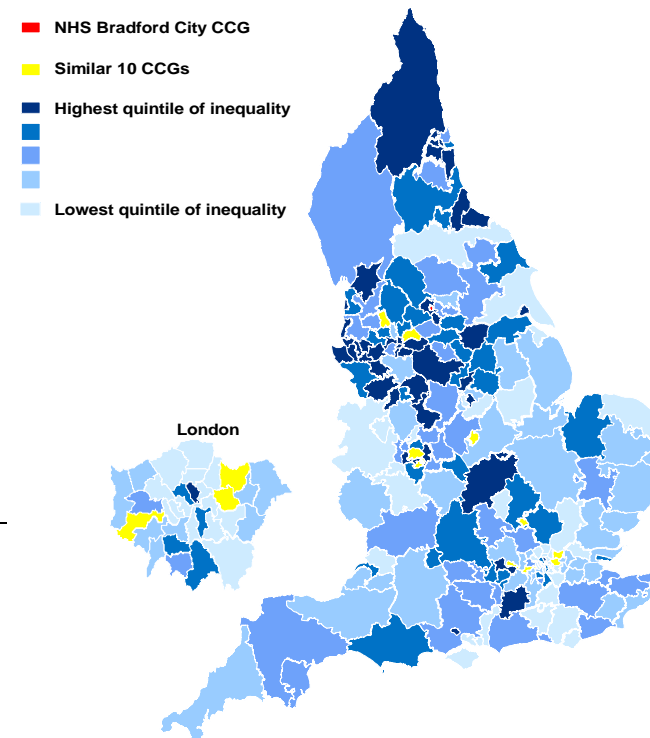 NHS Bradford City CCG
Similar 10 CCGs
Highest quintile of inequality
Lowest quintile of inequality
London